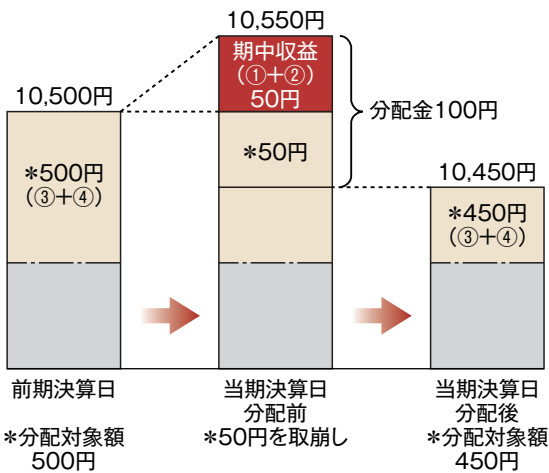 10,550円
期中収益
(①+②)
50円
10,500円
分配金100円
*50円
*500円
(③+④)
10,450円
*450円
(③+④)
前期決算日
*分配対象額
500円
当期決算日
分配前
*50円を取崩し
当期決算日
分配後
*分配対象額
450円